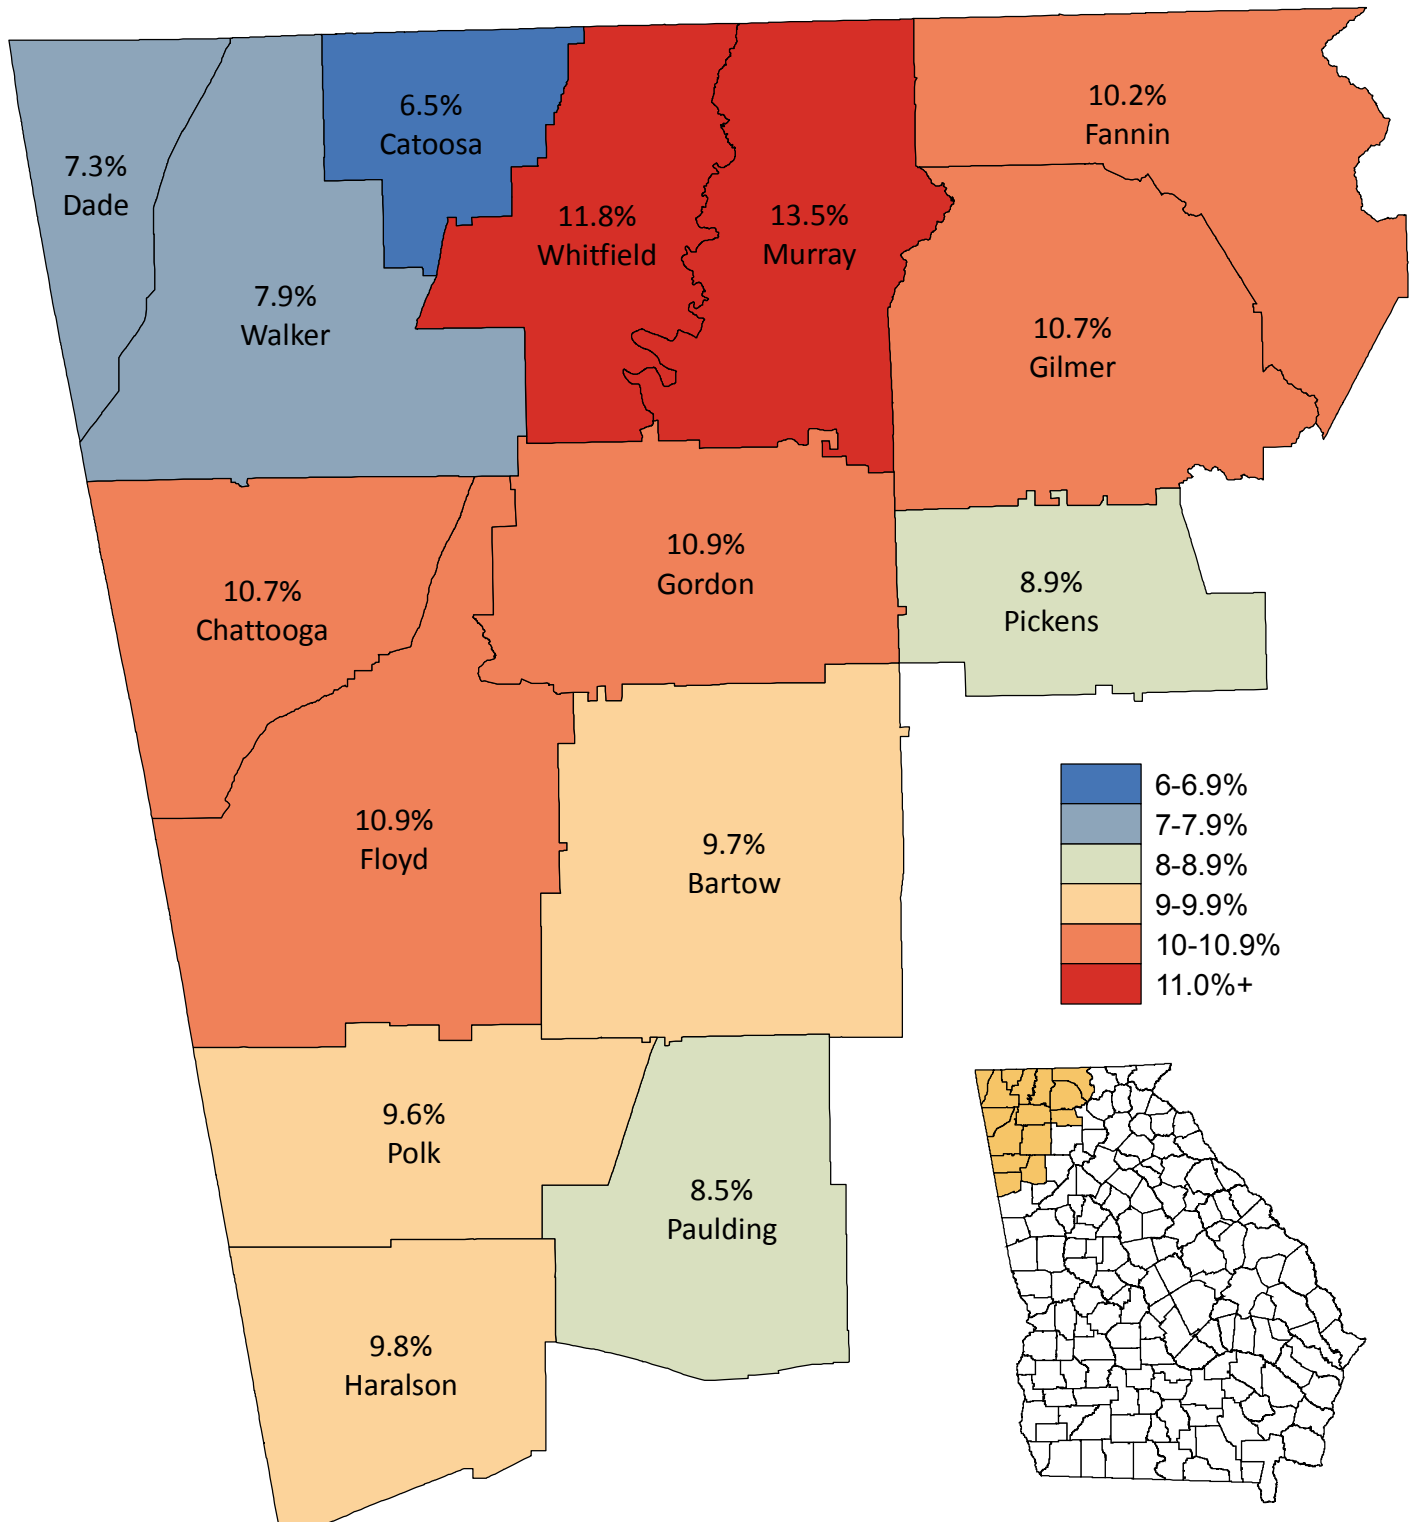 6.5%
Catoosa
10.2%
Fannin
7.3%
Dade
11.8%
Whitfield
13.5%
Murray
7.9%
Walker
10.7%
Gilmer
10.9%
Gordon
8.9%
Pickens
10.7%
Chattooga
10.9%
Floyd
9.7%
Bartow
6-6.9%
7-7.9%
8-8.9%
9-9.9%
10-10.9%
11.0%+
9.6%
Polk
8.5%
Paulding
9.8%
Haralson